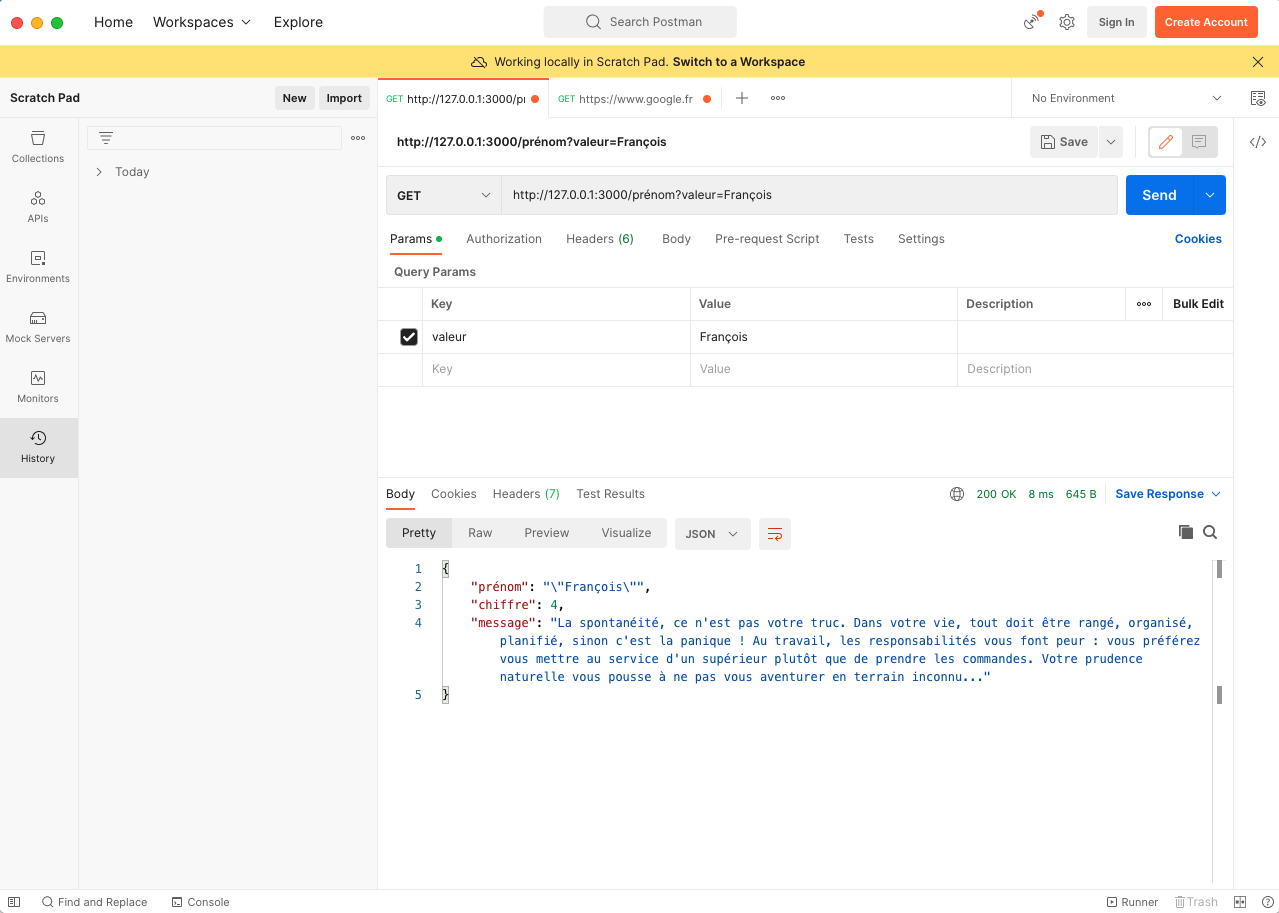 Home Workspaces Explore Search Postman Sign In Create Account
Working locally in Scratch Pad. Switch to a Workspace
Scratch Pad New Import GET http://127.0.0.1:3000/pr GET https://www.google.fr No Environment
Collections
APIs
Environments
Mock Servers
Monitors
History
Today
http://127.0.0.1:3000/prénom?valeur=François Save
GET http://127.0.0.1:3000/prénom?valeur=François Send
Params Authorization Headers (6) Body Pre-request Script Tests Settings Cookies
Query Params
Key Value Description Bulk Edit
valeur François
Key Value Description
Body Cookies Headers (7) Test Results 200 OK 8 ms 645 B Save Response
Pretty Raw Preview Visualize JSON
1 {
2 "prénom": "\"François\"",
3 "chiffre": 4,
4 "message": "La spontanéité, ce n'est pas votre truc. Dans votre vie, tout doit être rangé, organisé,
planifié, sinon c'est la panique ! Au travail, les responsabilités vous font peur : vous préférez
vous mettre au service d'un supérieur plutôt que de prendre les commandes. Votre prudence
naturelle vous pousse à ne pas vous aventurer en terrain inconnu..."
5 }
Find and Replace Console Runner Trash